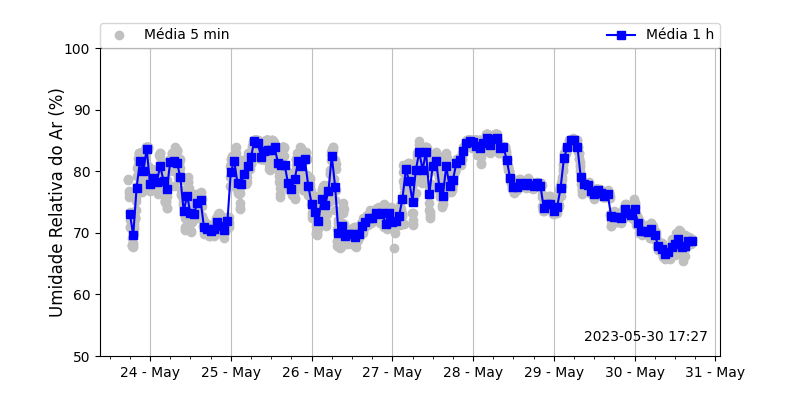 Média 5 min
Média 1 h
100
90
80
70
60
50
Umidade Relativa do Ar (%)
2023-05-30 17:27
24 - May
25 - May
26 - May
27 - May
28 - May
29 - May
30 - May
31 - May